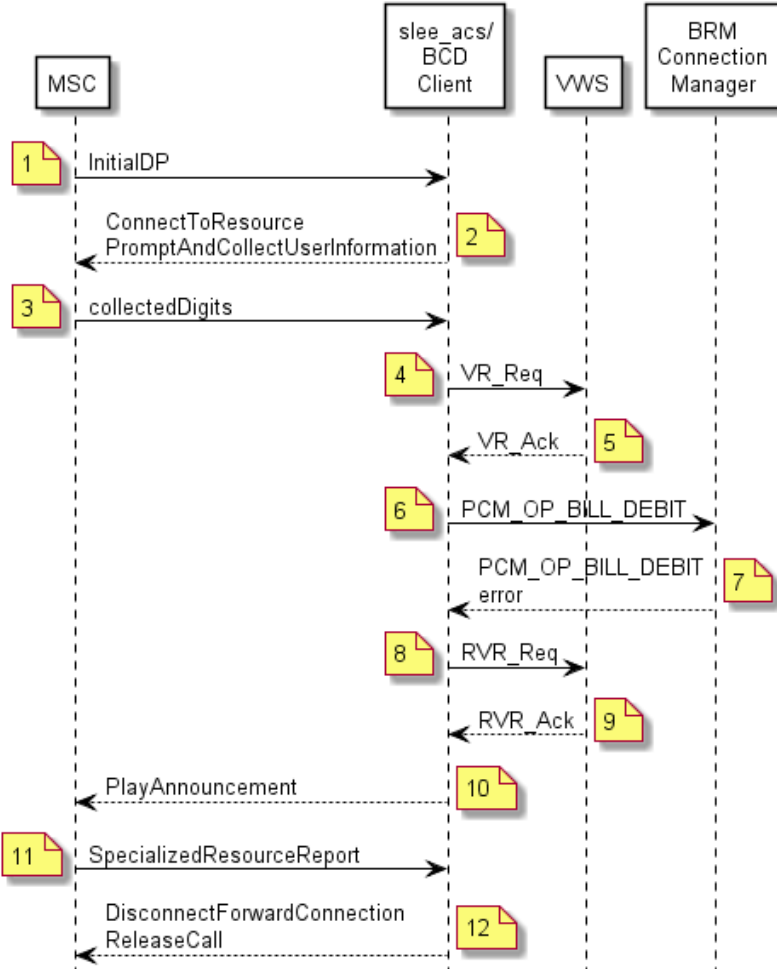 MSC
slee_acs/
BCD
Client
VWS
BRM
Connection
Manager
1
InitialDP
ConnectToResource
PromptAndCollectUserInformation
2
3
collectedDigits
4
VR_Req
VR_Ack
5
6
PCM_OP_BILL_DEBIT
PCM_OP_BILL_DEBIT
error
7
8
RVR_Req
RVR_Ack
9
PlayAnnouncement
10
11
SpecializedResourceReport
DisconnectForwardConnection
ReleaseCall
12